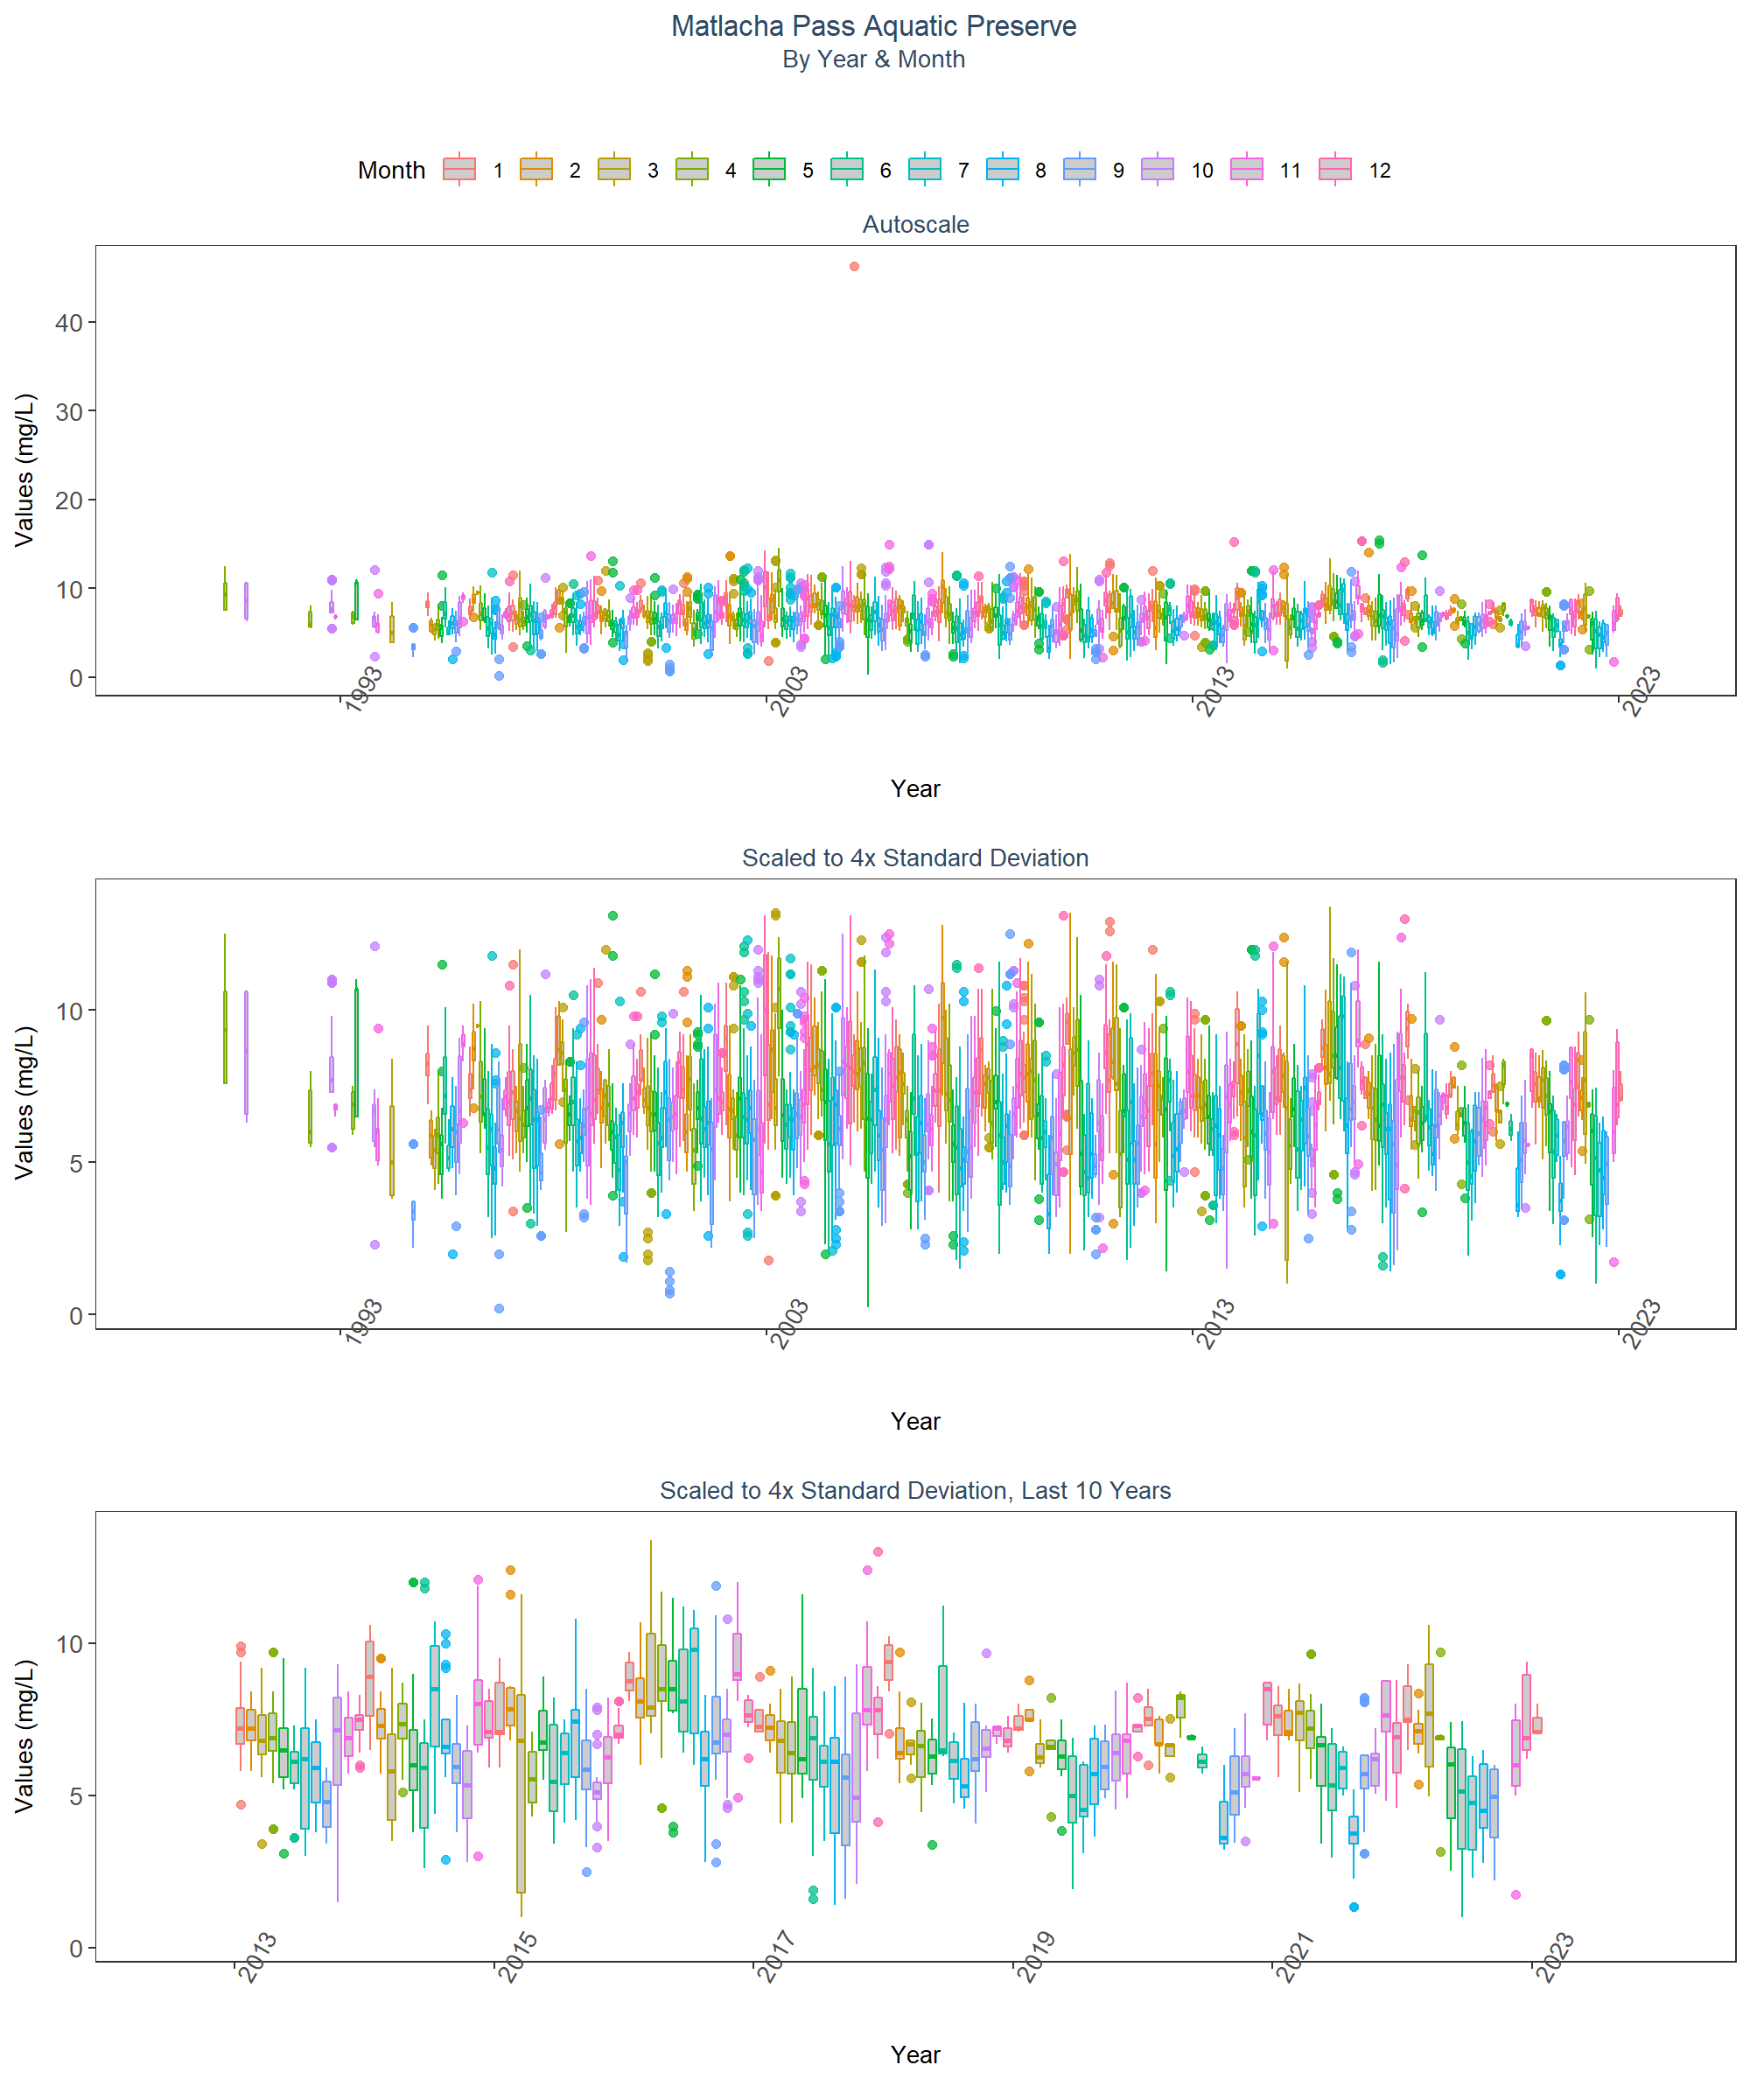 Matlacha Pass Aquatic Preserve
By Year & Month
Month 1 2 3 4 5 6 7 8 9 10 11 12
Autoscale
Values (mg/L)
40
30
20
10
0
1993 2003 2013 2023
Year
Scaled to 4x Standard Deviation
Values (mg/L)
10
5
0
1993 2003 2013 2023
Year
Scaled to 4x Standard Deviation, Last 10 Years
Values (mg/L)
10
5
0
2013 2015 2017 2019 2021 2023
Year